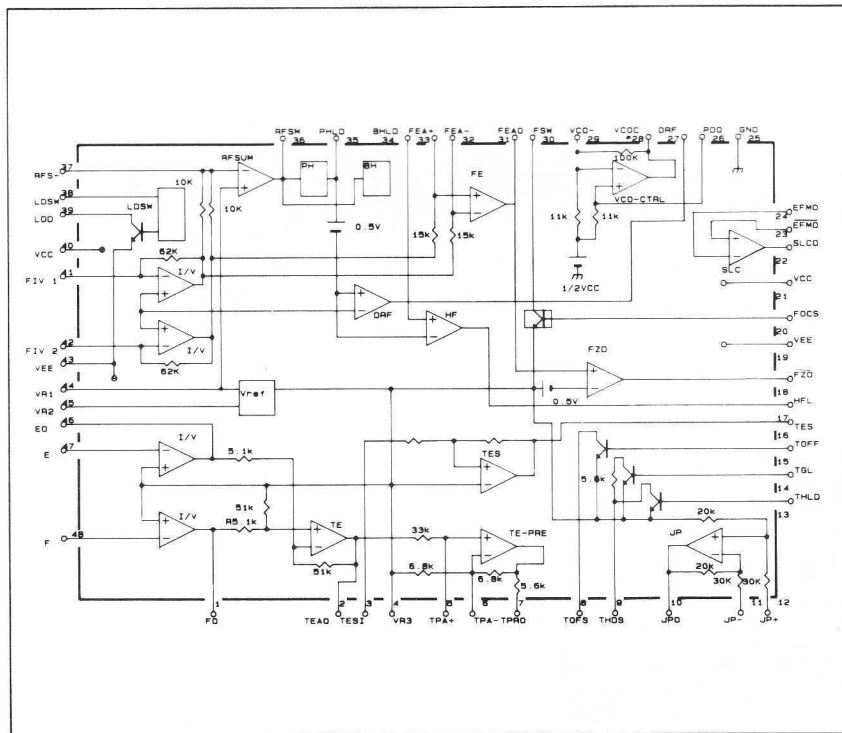 RFSM PHLD BHLD FEA+ FEA- FEAO FSW VCO- VCOC DRF PDO GND
36 35 34 33 32 31 30 29 28 27 26 25
FE
37 RFS-
RFSUM
PH
BH
100K
VCO-CTRL
38 LDSW
LDSW
10K
10K
39 LDD
0.5V
15k
15k
11k
11k
EFMO
24
EFMO
23
SLCO
SLC
22
VCC
40
62K
41 FIV 1
I/V
1/2VCC
VCC
21
DRF
HF
FOCS
20
42 FIV 2
I/V
62K
43 VEE
FZD
VEE
19
FZD
44 VR1
Vref
0.5V
18
HFL
45 VR2
46 EO
17
TES
47 E
I/V
5.1k
TES
16
TOFF
5.6k
15
TGL
14
THLD
51k
I/V
R5.1k
TE
33k
TE-PRE
20k
13
48 F
JP
51k
6.8k
6.8k
5.6k
20k
30K
30K
1 2 3 4 5 6 7 8 9 10 11 12
FO TEAO TESI VR3 TPA+ TPA- TPRO TOFS THOS JPO JP- JP+